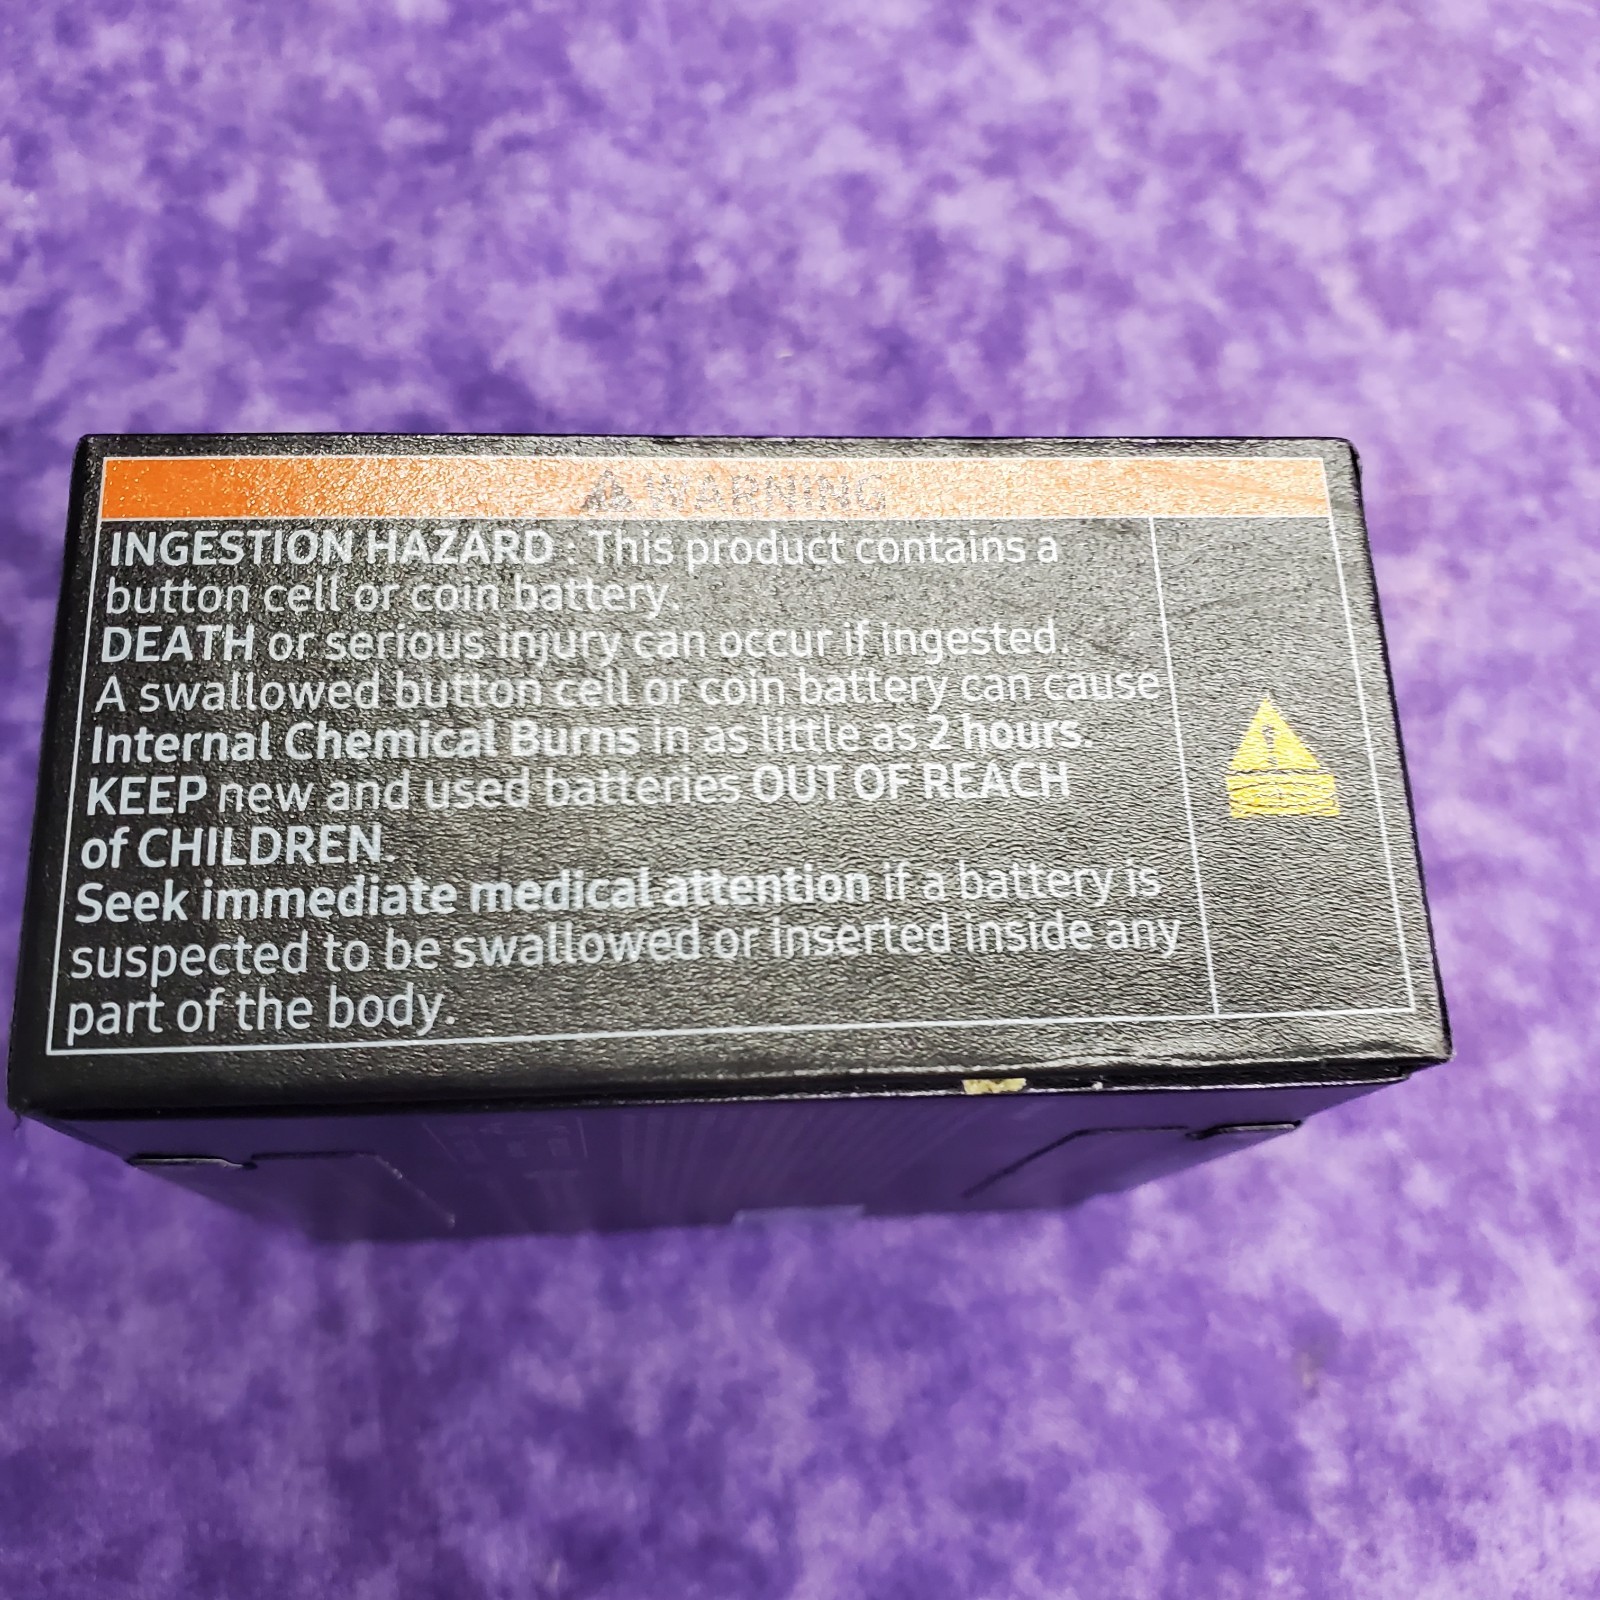 WARNING
INGESTION HAZARD : This product contains a
button cell or coin battery.
DEATH or serious injury can occur if ingested.
A swallowed button cell or coin battery can cause
Internal Chemical Burns in as little as 2 hours.
KEEP new and used batteries OUT OF REACH
of CHILDREN.
Seek immediate medical attention if a battery is
suspected to be swallowed or inserted inside any
part of the body.